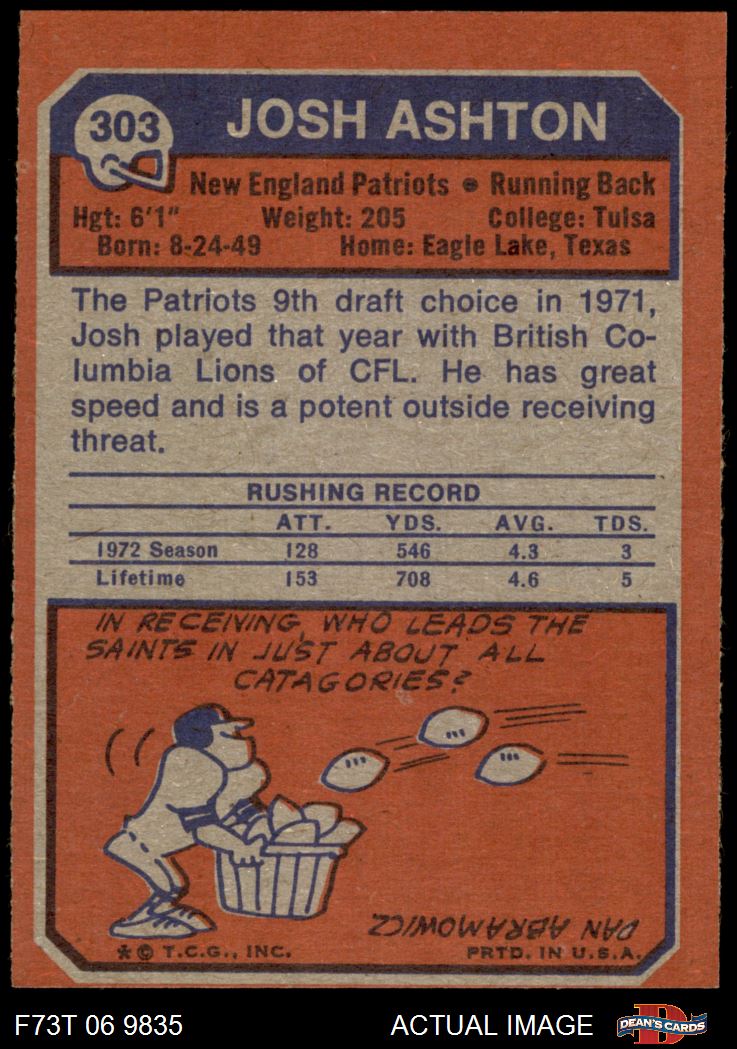 303
JOSH ASHTON
New England Patriots • Running Back
Hgt: 6'1" Weight: 205 College: Tulsa
Born: 8-24-49 Home: Eagle Lake, Texas
The Patriots 9th draft choice in 1971,
Josh played that year with British Co-
lumbia Lions of CFL. He has great
speed and is a potent outside receiving
threat.
RUSHING RECORD
ATT. YDS. AVG. TDS.
1972 Season 128 546 4.3 3
Lifetime 153 708 4.6 5
IN RECEIVING, WHO LEADS THE
SAINTS IN JUST ABOUT ALL
CATAGORIES?
DAN ABRAMOWICZ
* © T.C.G., INC. PRTD. IN U.S.A.
F73T 06 9835 ACTUAL IMAGE D DEAN'S CARDS